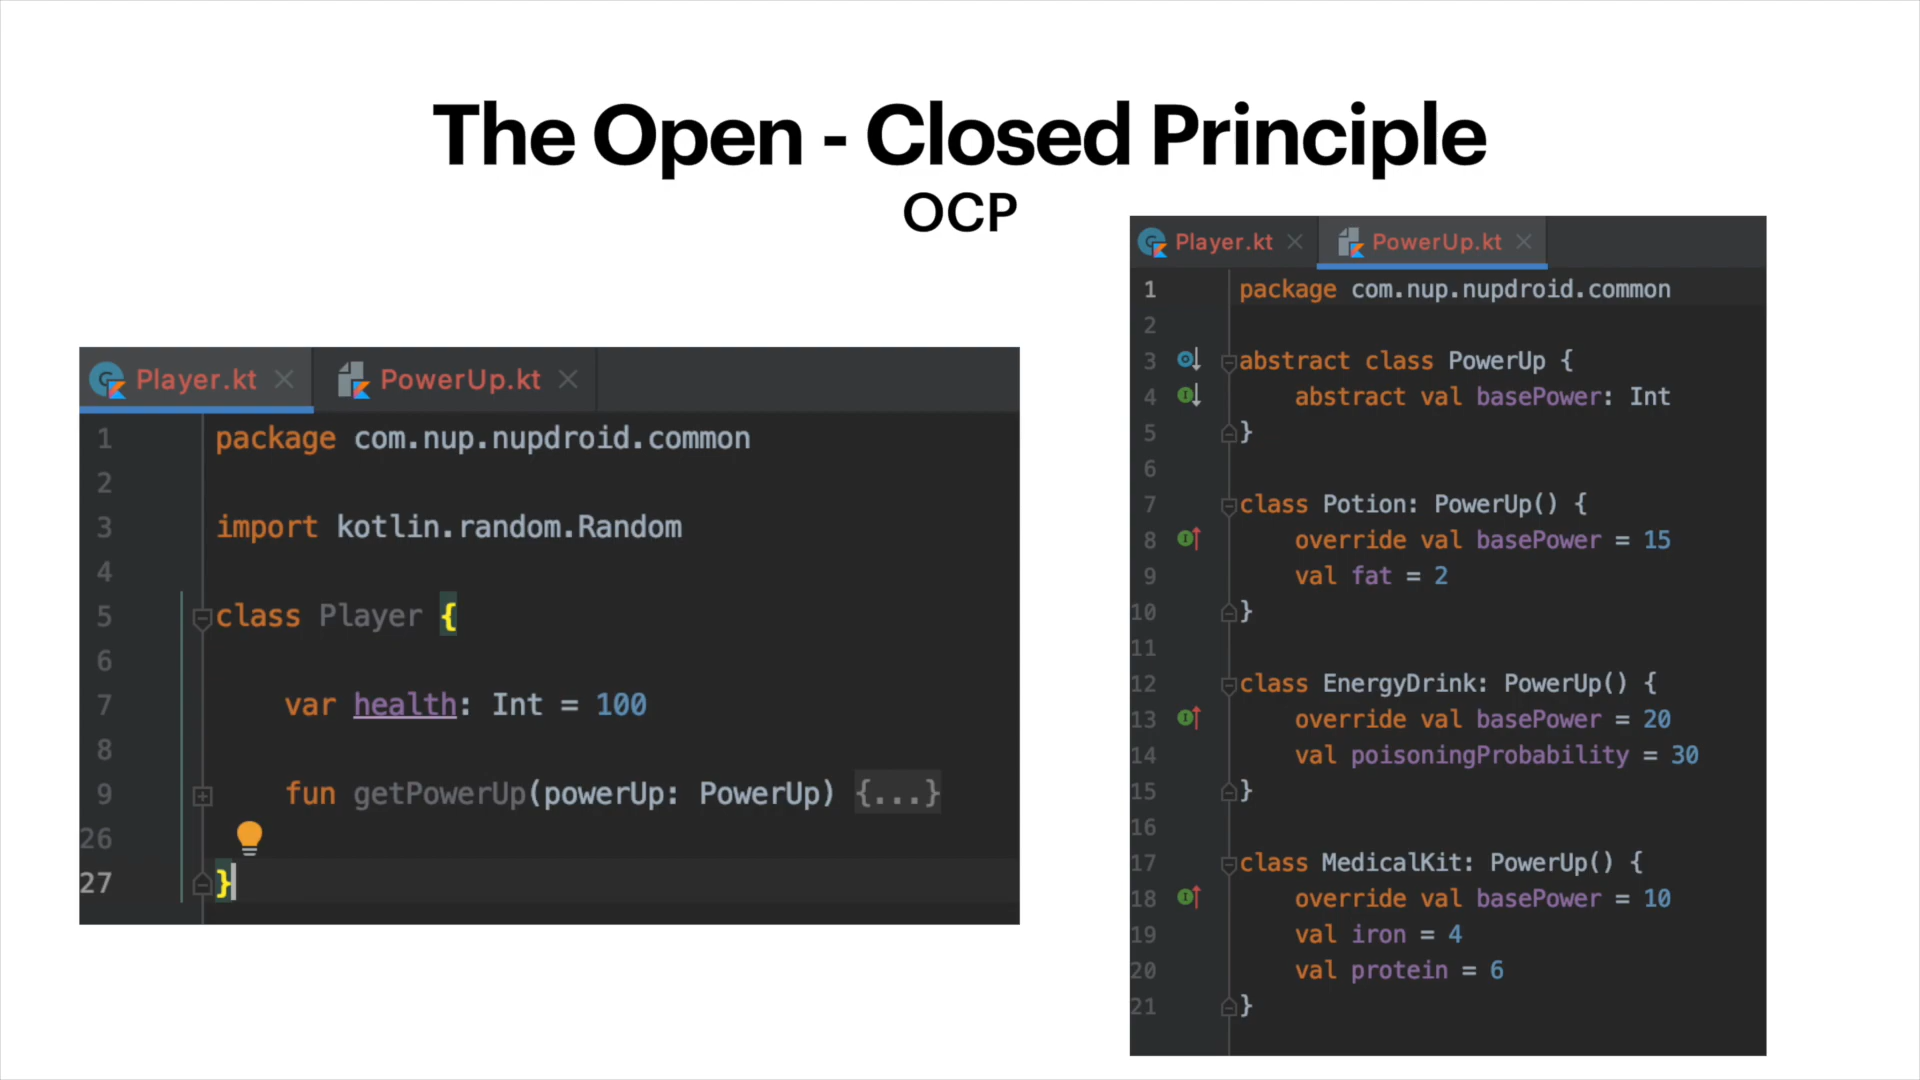 The Open - Closed Principle
OCP
Player.kt PowerUp.kt
1 package com.nup.nupdroid.common
2
3 import kotlin.random.Random
4
5 class Player {
6
7 var health: Int = 100
8
9 fun getPowerUp(powerUp: PowerUp) {...}
26
27 }
Player.kt PowerUp.kt
1 package com.nup.nupdroid.common
2
3 abstract class PowerUp {
4 abstract val basePower: Int
5 }
6
7 class Potion: PowerUp() {
8 override val basePower = 15
9 val fat = 2
10 }
11
12 class EnergyDrink: PowerUp() {
13 override val basePower = 20
14 val poisoningProbability = 30
15 }
16
17 class MedicalKit: PowerUp() {
18 override val basePower = 10
19 val iron = 4
20 val protein = 6
21 }